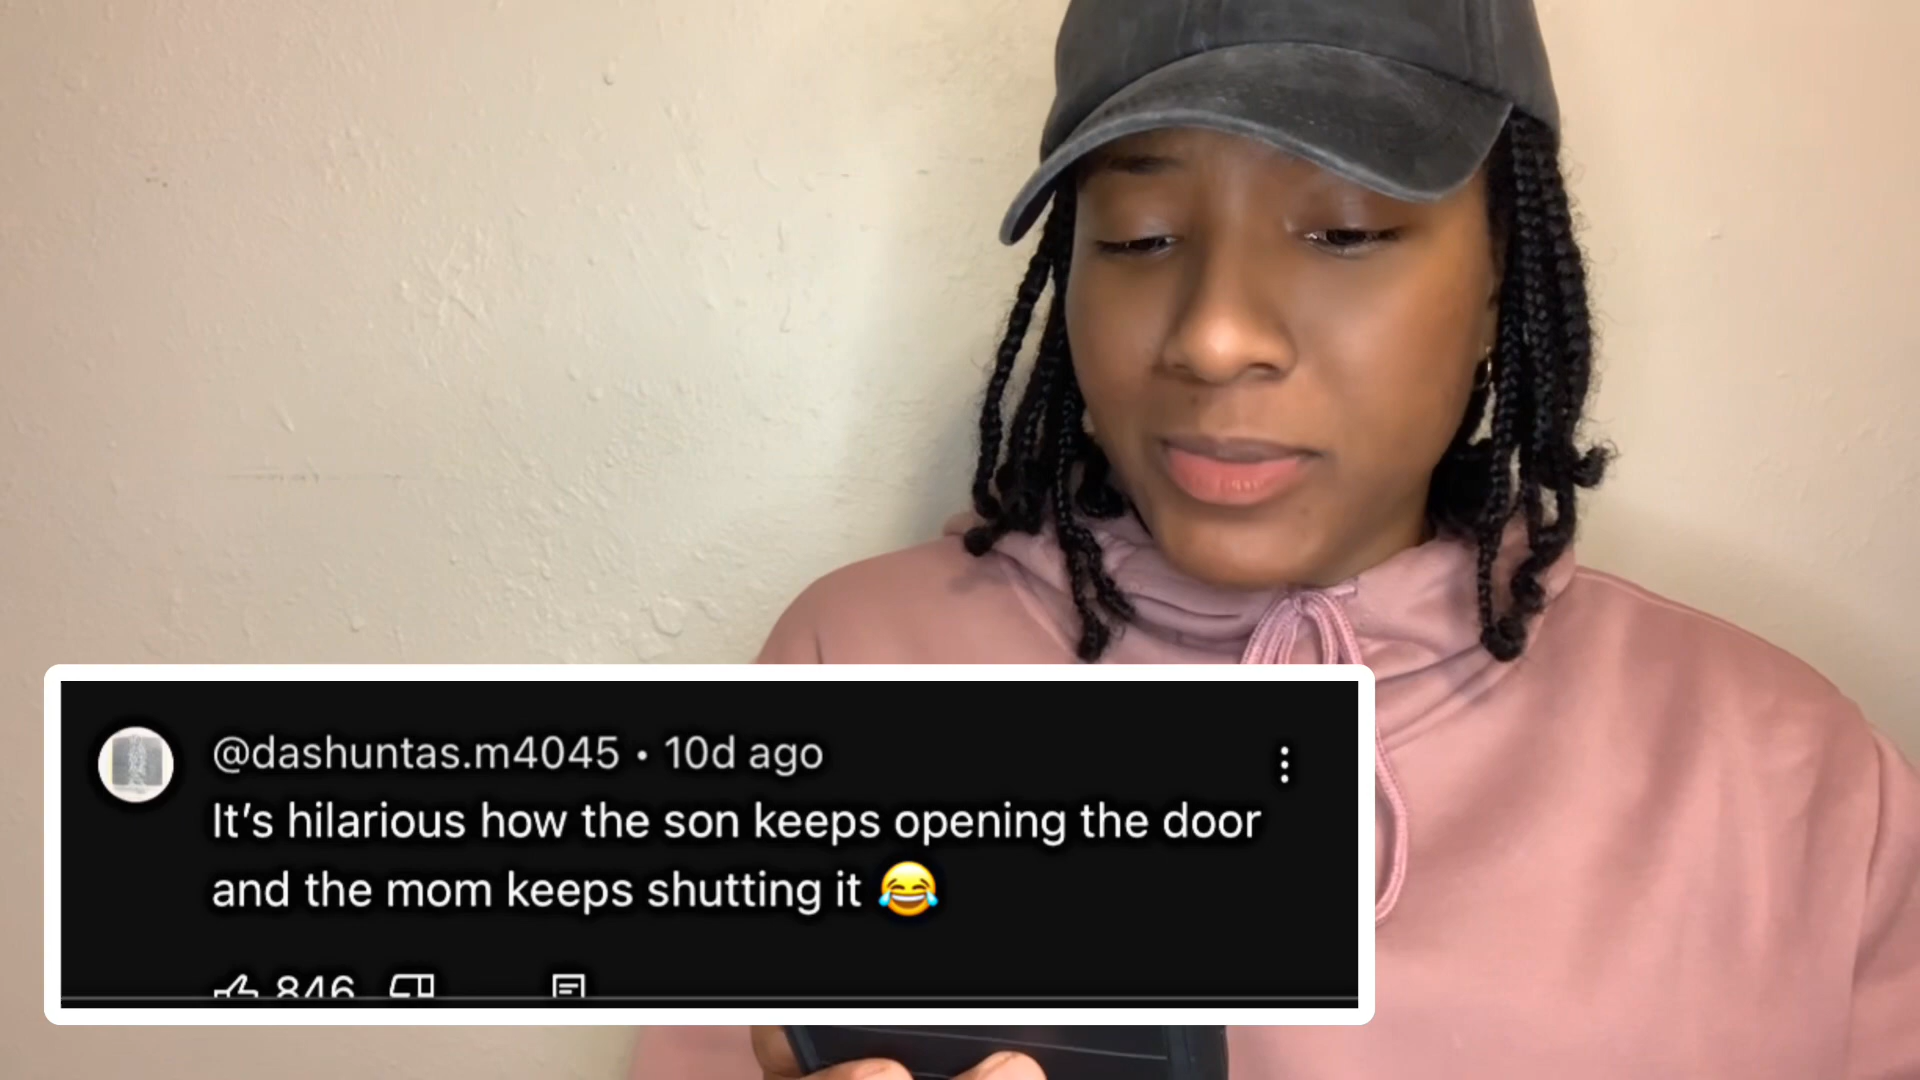 @dashuntas.m4045 • 10d ago
It’s hilarious how the son keeps opening the door
and the mom keeps shutting it 😂
846